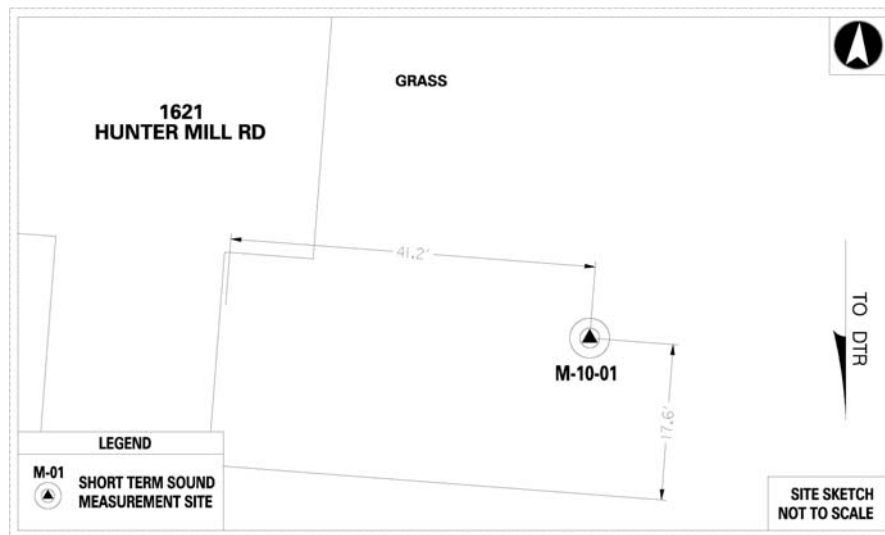 GRASS
1621
HUNTER MILL RD
41.2'
TO DTR
M-10-01
17.6'
LEGEND
M-01
SHORT TERM SOUND
MEASUREMENT SITE
SITE SKETCH
NOT TO SCALE